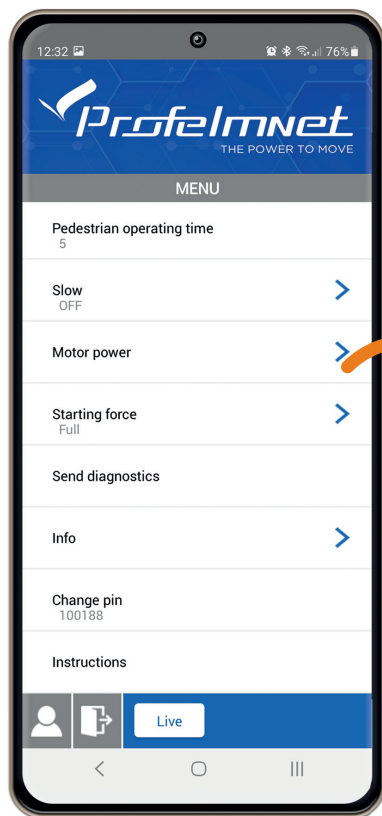 12:32 76%
Profelmnet
THE POWER TO MOVE
MENU
Pedestrian operating time
5
Slow
OFF
Motor power
Starting force
Full
Send diagnostics
Info
Change pin
100188
Instructions
Live